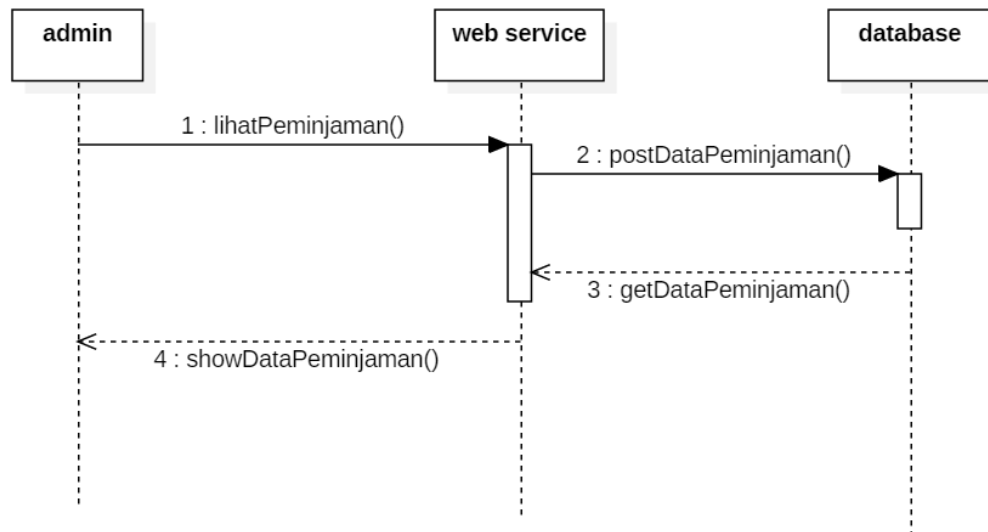 admin
web service
database
1 : lihatPeminjaman()
2 : postDataPeminjaman()
3 : getDataPeminjaman()
4 : showDataPeminjaman()